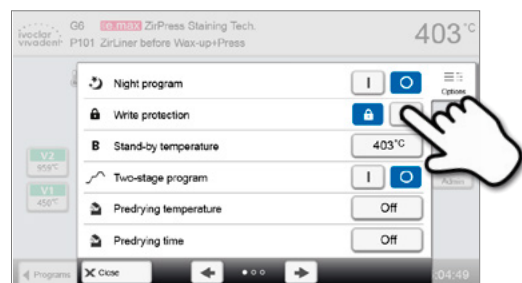 ivoclar
vivadent
G6 IPS e.max ZirPress Staining Tech.
P101 ZirLiner before Wax-up+Press
403°C
Night program
I O
Options
Write protection
B Stand-by temperature
403°C
V2
959°C
Two-stage program
I O
Admin
V1
450°C
Predrying temperature
Off
Predrying time
Off
Programs
Close
:04:49